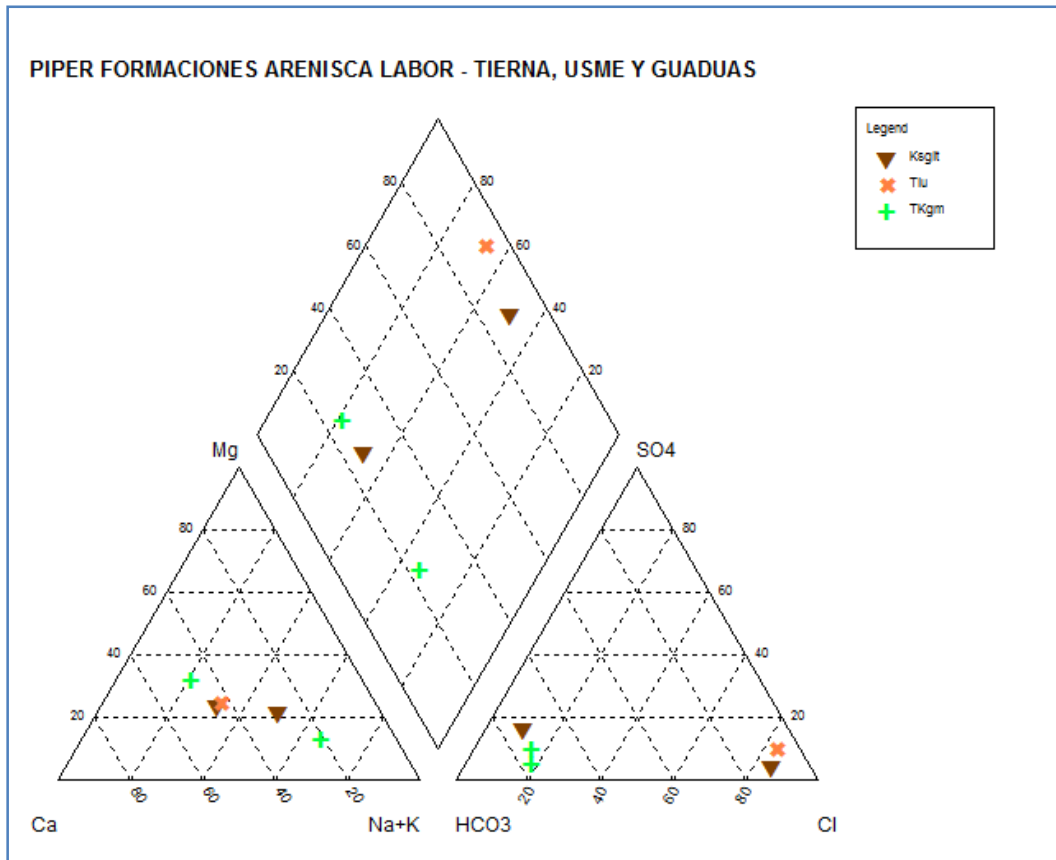 PIPER FORMACIONES ARENISCA LABOR - TIERNA, USME Y GUADUAS
Legend
Ksglt
Tlu
TKgm
80 80
60 60
40 40
20 20
Mg SO4
80 80
60 60
40 40
20 20
80 60 40 20 20 40 60 80
Ca Na+K HCO3 Cl